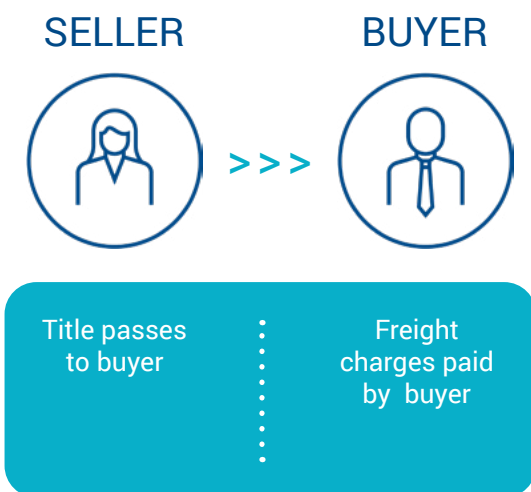 SELLER
BUYER
>>>
Title passes
to buyer
Freight
charges paid
by buyer